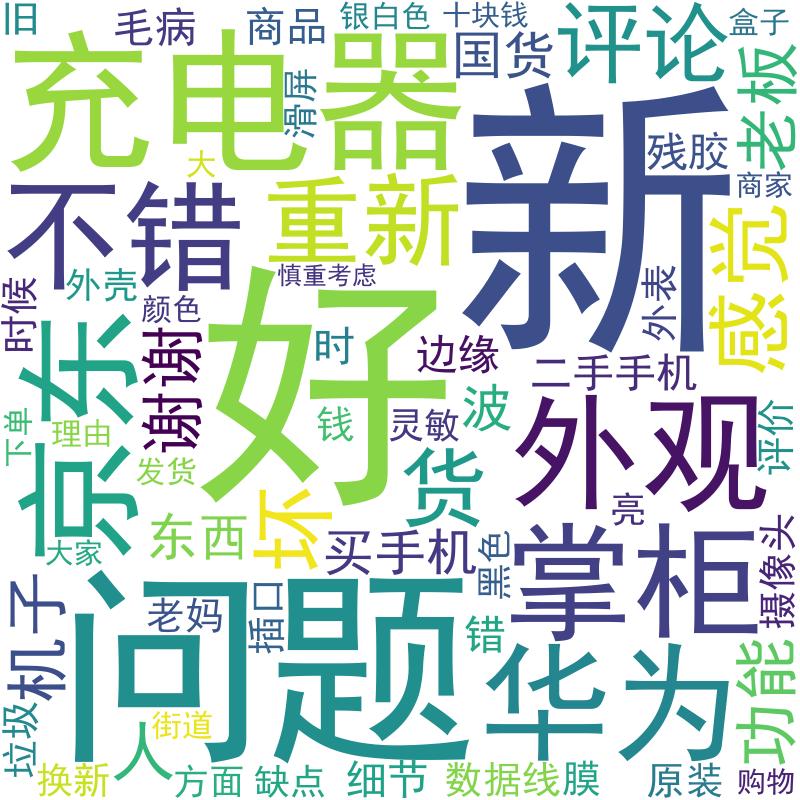 旧
毛病
商品
银白色
十块钱
盒子
充电器
滑屏
国货
评论
老板
大
残胶
商家
新
不错
重新
感觉
慎重考虑
外壳
时候
颜色
外表
好
京东
谢谢
时
边缘
二手手机
钱
灵敏
波
外观
下单
理由
评价
发货
货
坏
亮
东西
大家
买手机
黑色
掌柜
摄像头
问题
机子
老妈
插口
错
华为
功能
垃圾
人
街道
换新
方面
缺点
细节
数据线
膜
原装
购物